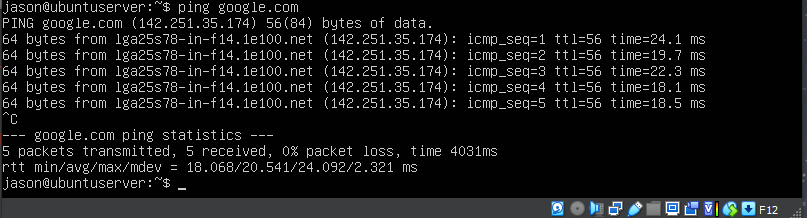 jason@ubuntuserver:~$ ping google.com
PING google.com (142.251.35.174) 56(84) bytes of data.
64 bytes from lga25s78-in-f14.1e100.net (142.251.35.174): icmp_seq=1 ttl=56 time=24.1 ms
64 bytes from lga25s78-in-f14.1e100.net (142.251.35.174): icmp_seq=2 ttl=56 time=19.7 ms
64 bytes from lga25s78-in-f14.1e100.net (142.251.35.174): icmp_seq=3 ttl=56 time=22.3 ms
64 bytes from lga25s78-in-f14.1e100.net (142.251.35.174): icmp_seq=4 ttl=56 time=18.1 ms
64 bytes from lga25s78-in-f14.1e100.net (142.251.35.174): icmp_seq=5 ttl=56 time=18.5 ms
^C
--- google.com ping statistics ---
5 packets transmitted, 5 received, 0% packet loss, time 4031ms
rtt min/avg/max/mdev = 18.068/20.541/24.092/2.321 ms
jason@ubuntuserver:~$ _
F12